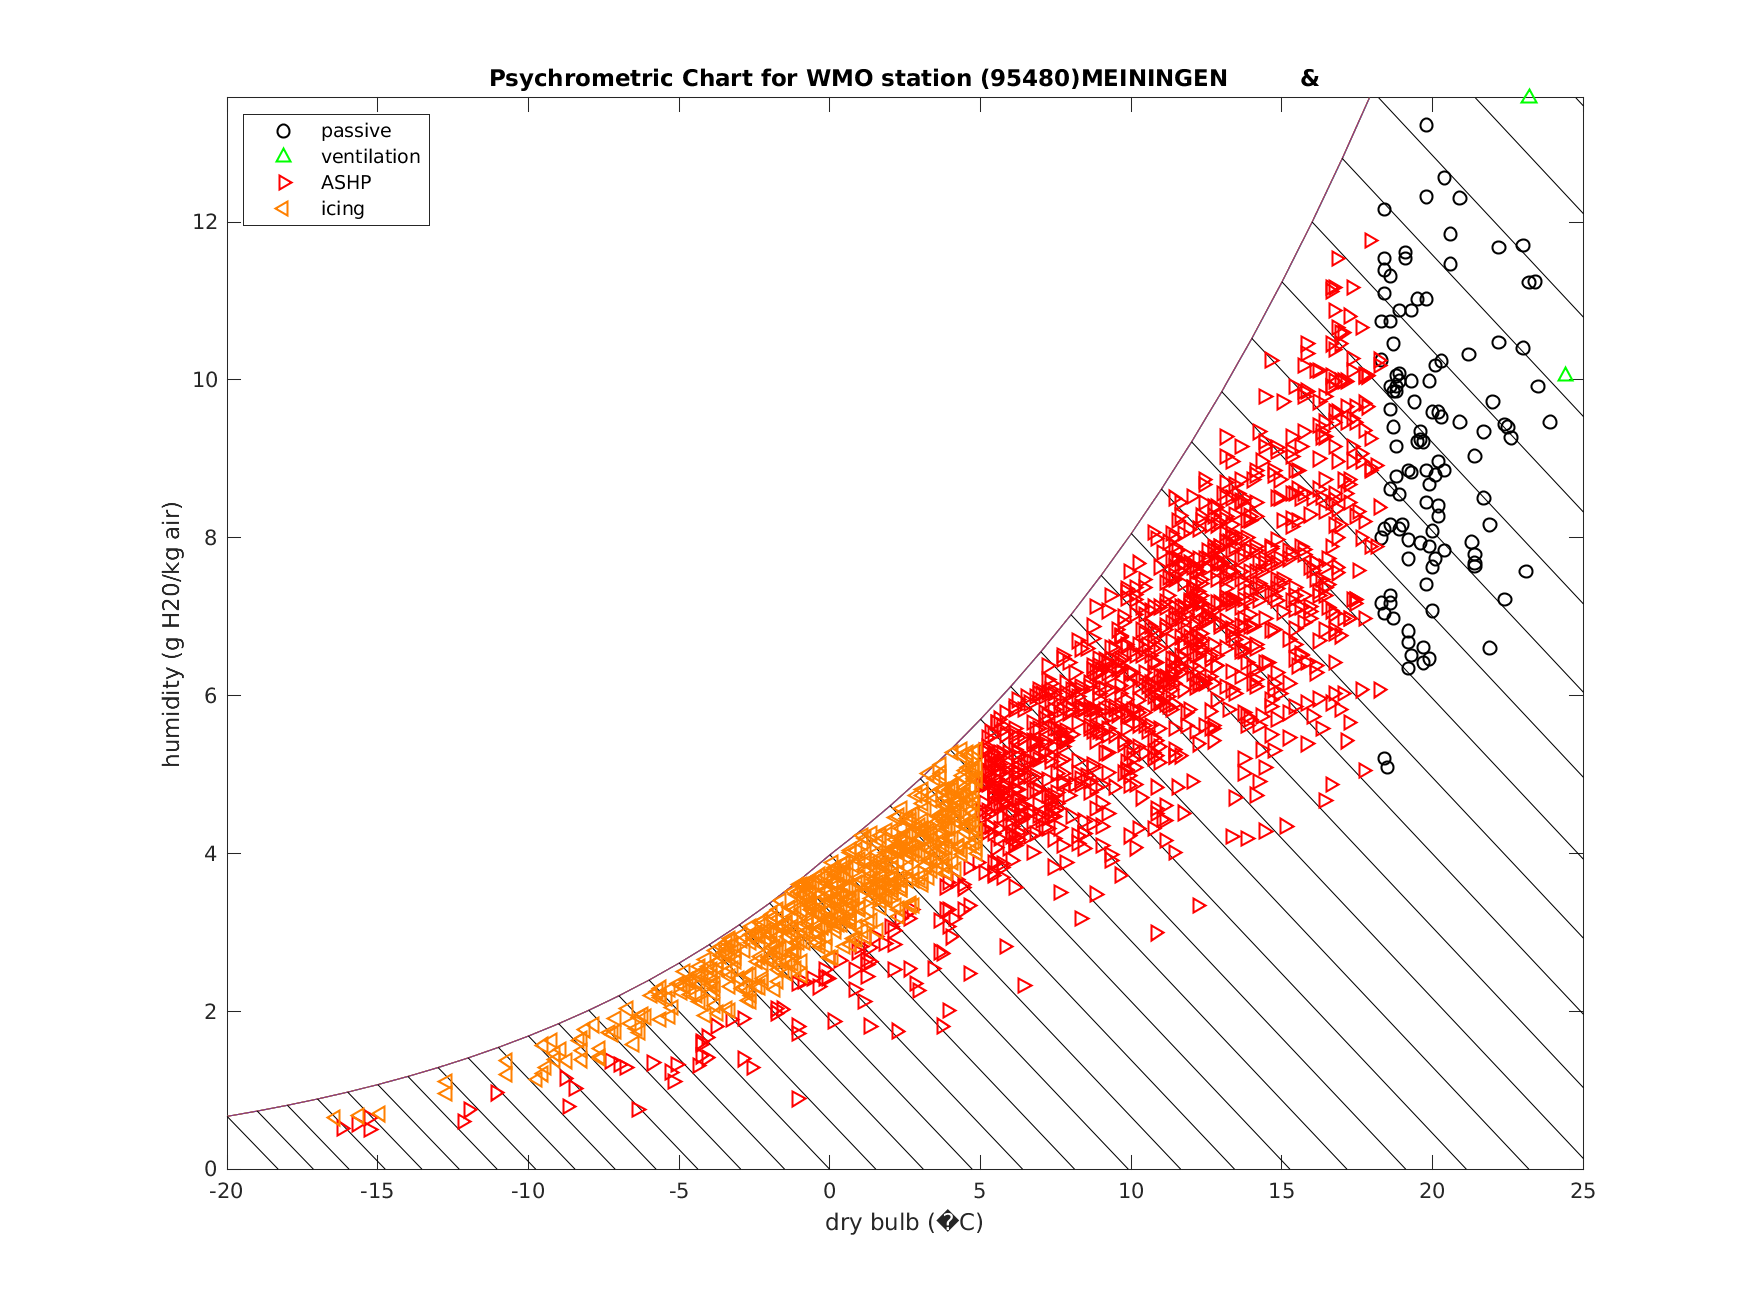 Psychrometric Chart for WMO station (95480)MEININGEN &
passive
ventilation
ASHP
icing
humidity (g H20/kg air)
12
10
8
6
4
2
0
-20 -15 -10 -5 0 5 10 15 20 25
dry bulb (�C)